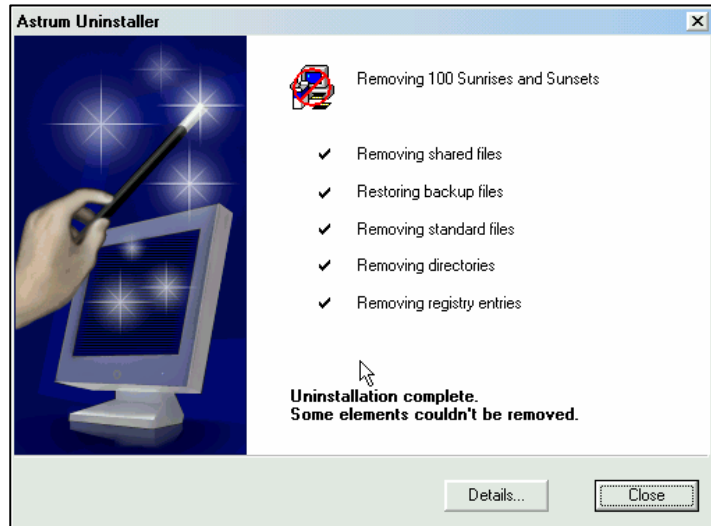 Astrum Uninstaller
Removing 100 Sunrises and Sunsets
Removing shared files
Restoring backup files
Removing standard files
Removing directories
Removing registry entries
Uninstallation complete.
Some elements couldn't be removed.
Details...
Close